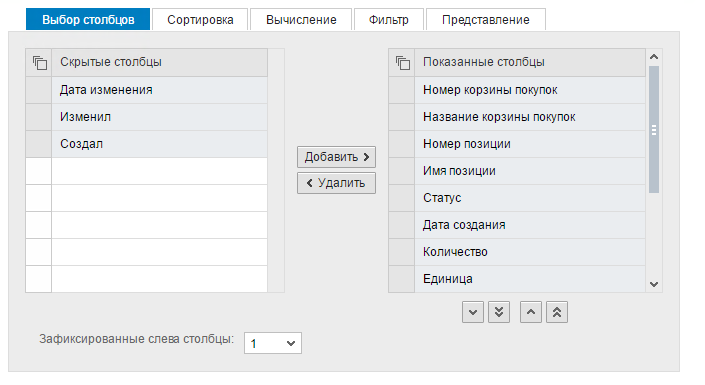 Выбор столбцов Сортировка Вычисление Фильтр Представление
Скрытые столбцы
Дата изменения
Изменил
Создал
Добавить
Удалить
Показанные столбцы
Номер корзины покупок
Название корзины покупок
Номер позиции
Имя позиции
Статус
Дата создания
Количество
Единица
Зафиксированные слева столбцы: 1